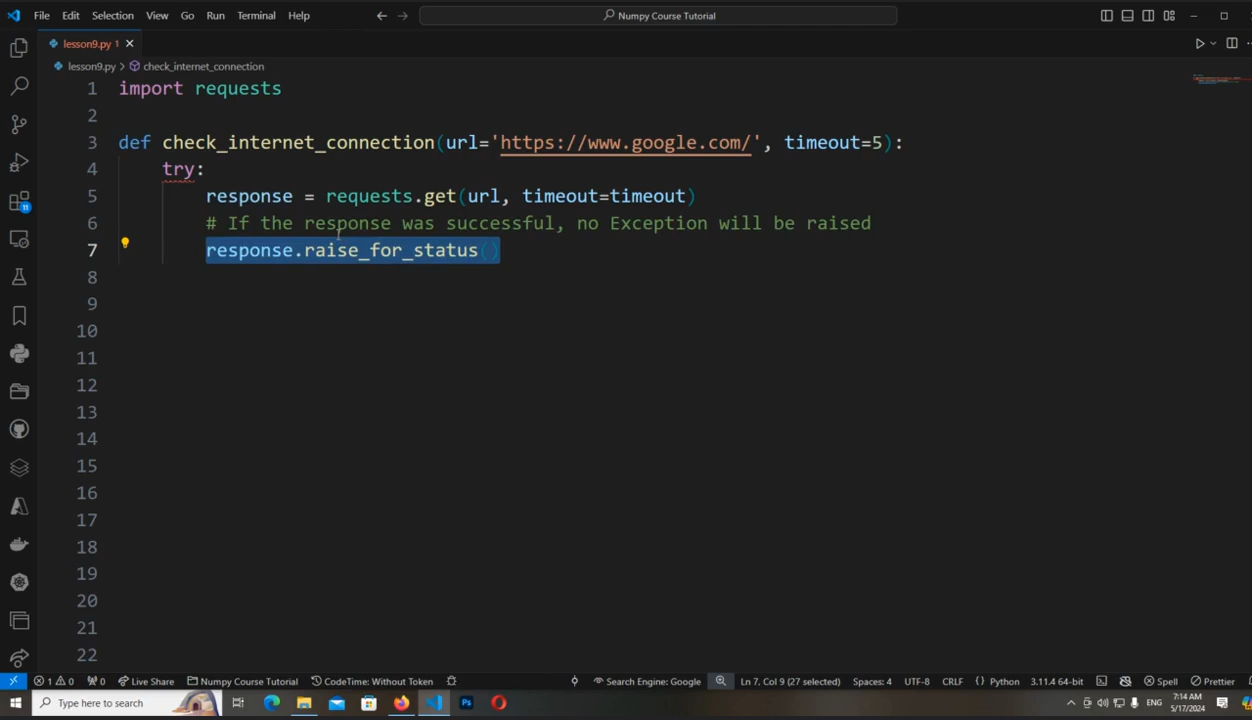 File Edit Selection View Go Run Terminal Help
Numpy Course Tutorial
lesson9.py 1
lesson9.py > check_internet_connection
1 import requests
2
3 def check_internet_connection(url='https://www.google.com/', timeout=5):
4 try:
5 response = requests.get(url, timeout=timeout)
6 # If the response was successful, no Exception will be raised
7 response.raise_for_status()
8
9
10
11
12
13
14
15
16
17
18
19
20
21
22
11
1 0 0 Live Share Numpy Course Tutorial CodeTime: Without Token Search Engine: Google Ln 7, Col 9 (27 selected) Spaces: 4 UTF-8 CRLF {} Python 3.11.4 64-bit Spell Prettier
Type here to search
Ps
ENG
7:14 AM
5/17/2024